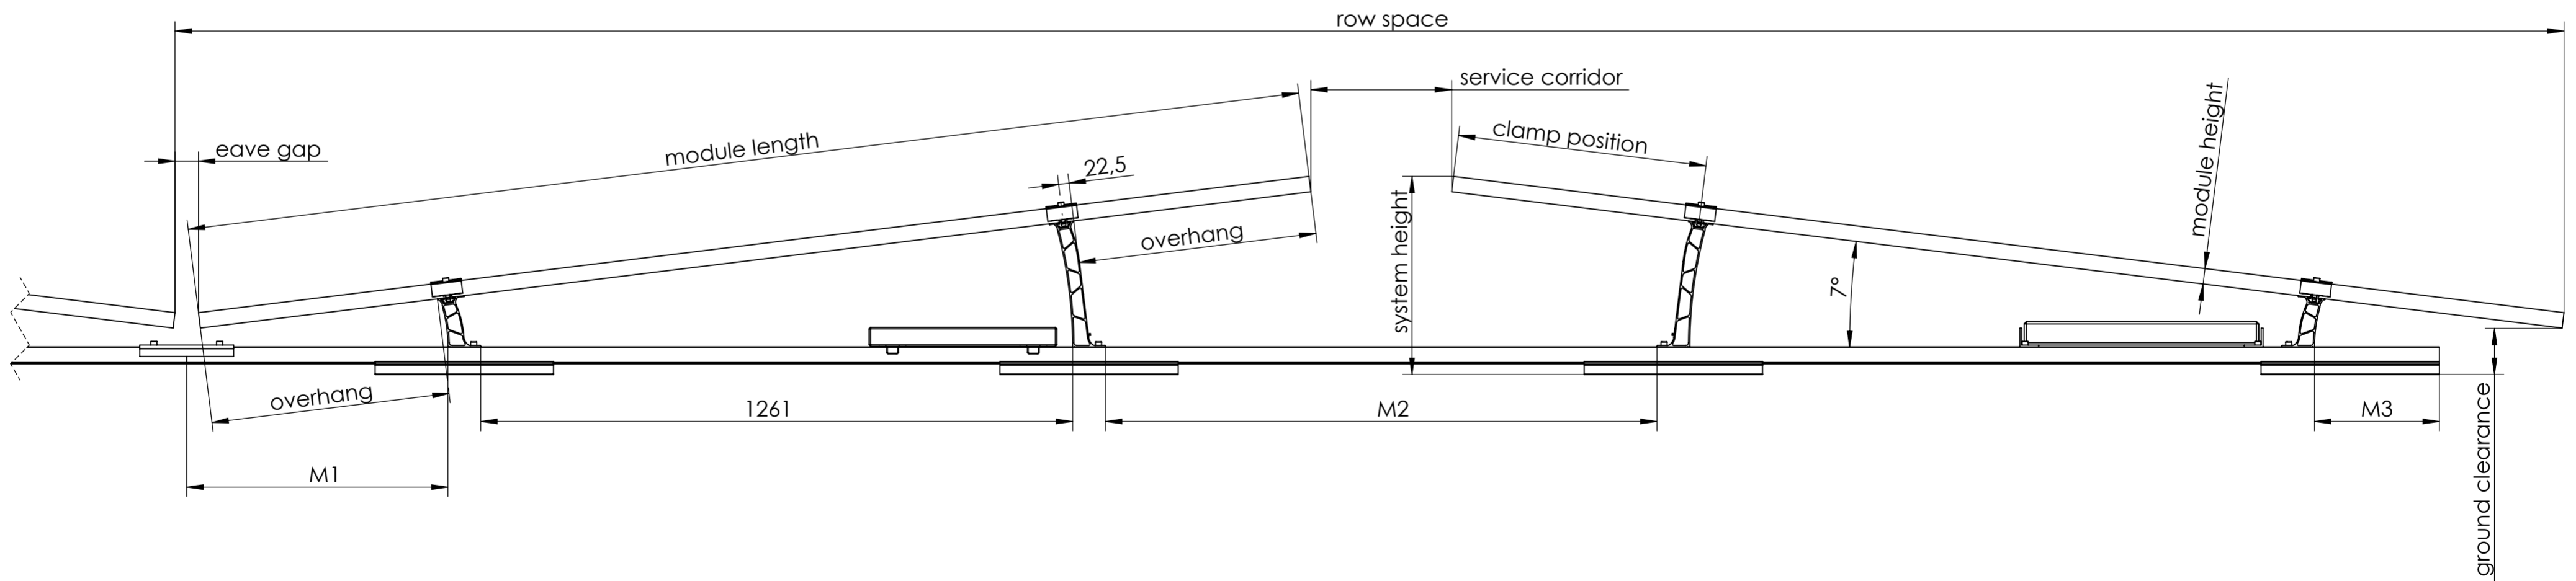 row space
service corridor
eave gap
module length
22,5
clamp position
module height
overhang
system height
7°
overhang
1261
M2
M3
M1
ground clearance